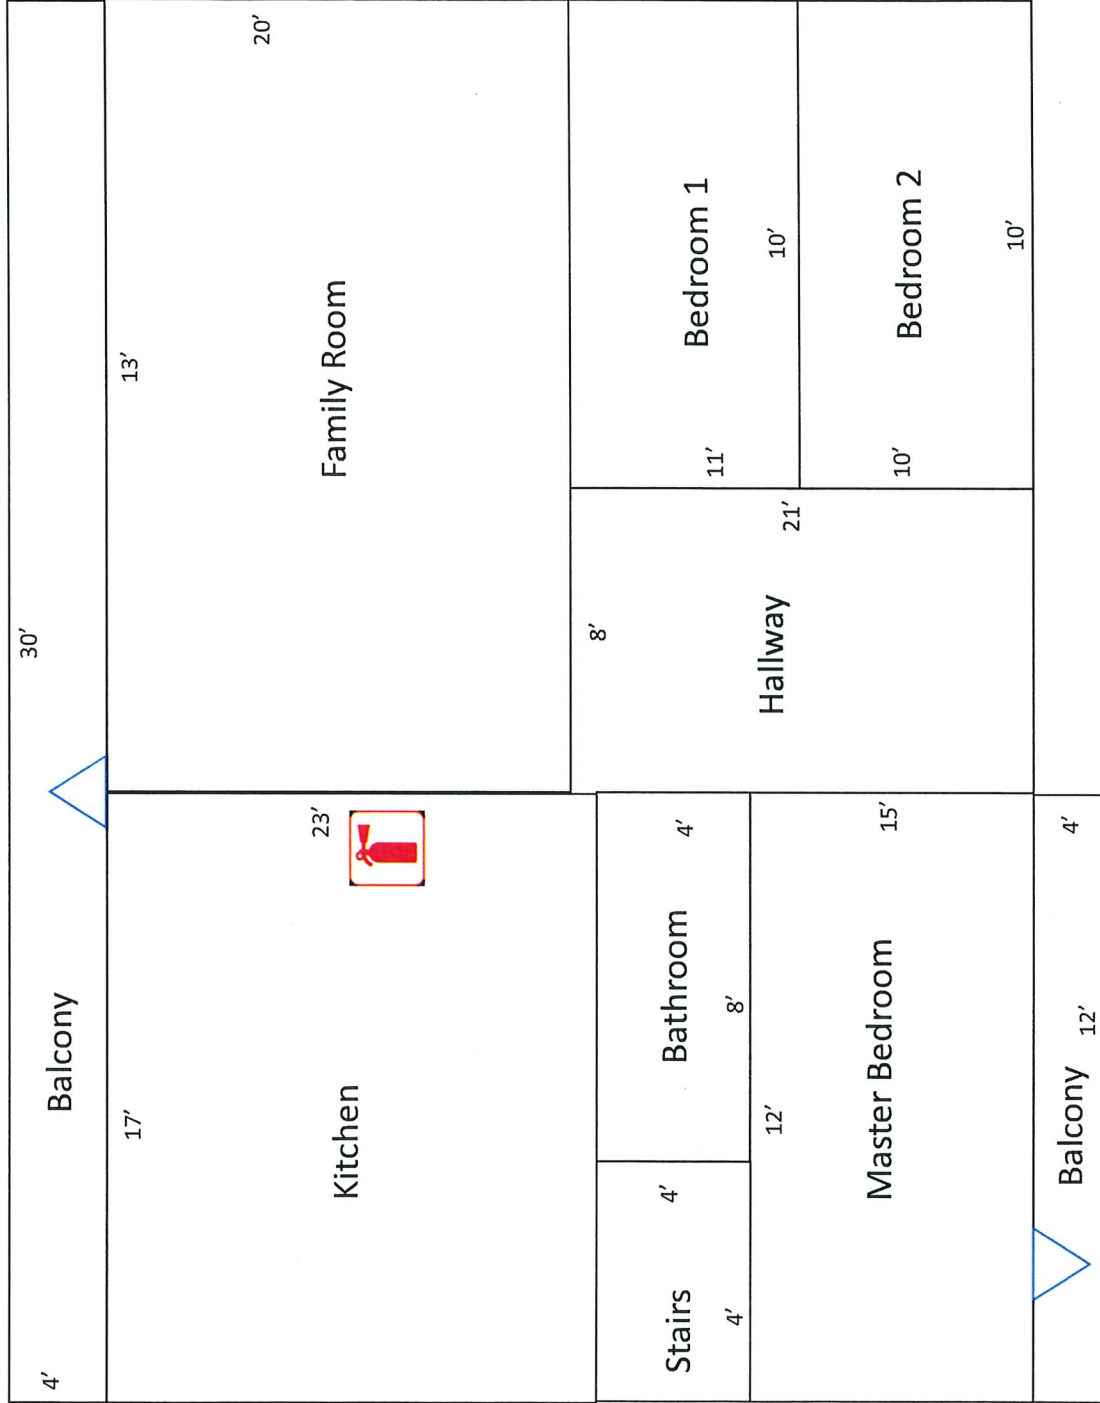 30'
4'
Balcony
17'
13'
20'
23'
Kitchen
Family Room
8'
4'
Stairs
4'
4'
Bathroom
8'
11'
Bedroom 1
10'
Hallway
21'
12'
15'
Master Bedroom
10'
Bedroom 2
10'
4'
Balcony
12'